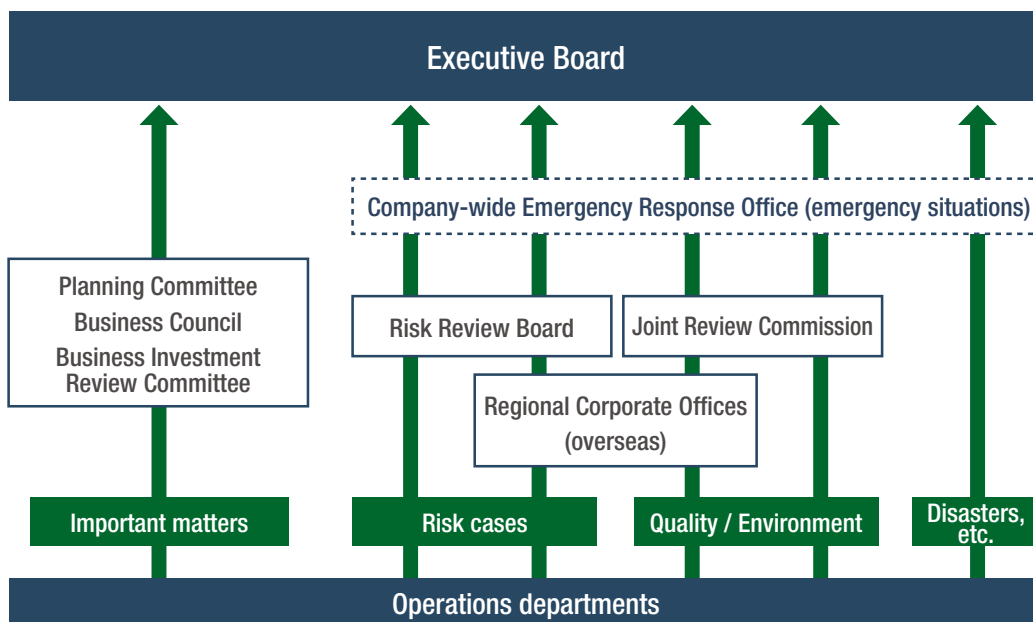 Executive Board
Company-wide Emergency Response Office (emergency situations)
Planning Committee
Business Council
Business Investment
Review Committee
Risk Review Board
Joint Review Commission
Regional Corporate Offices
(overseas)
Important matters
Risk cases
Quality / Environment
Disasters,
etc.
Operations departments